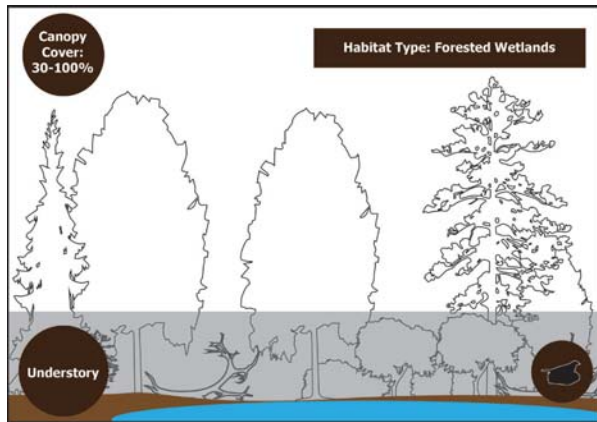 Canopy
Cover:
30-100%
Habitat Type: Forested Wetlands
Understory